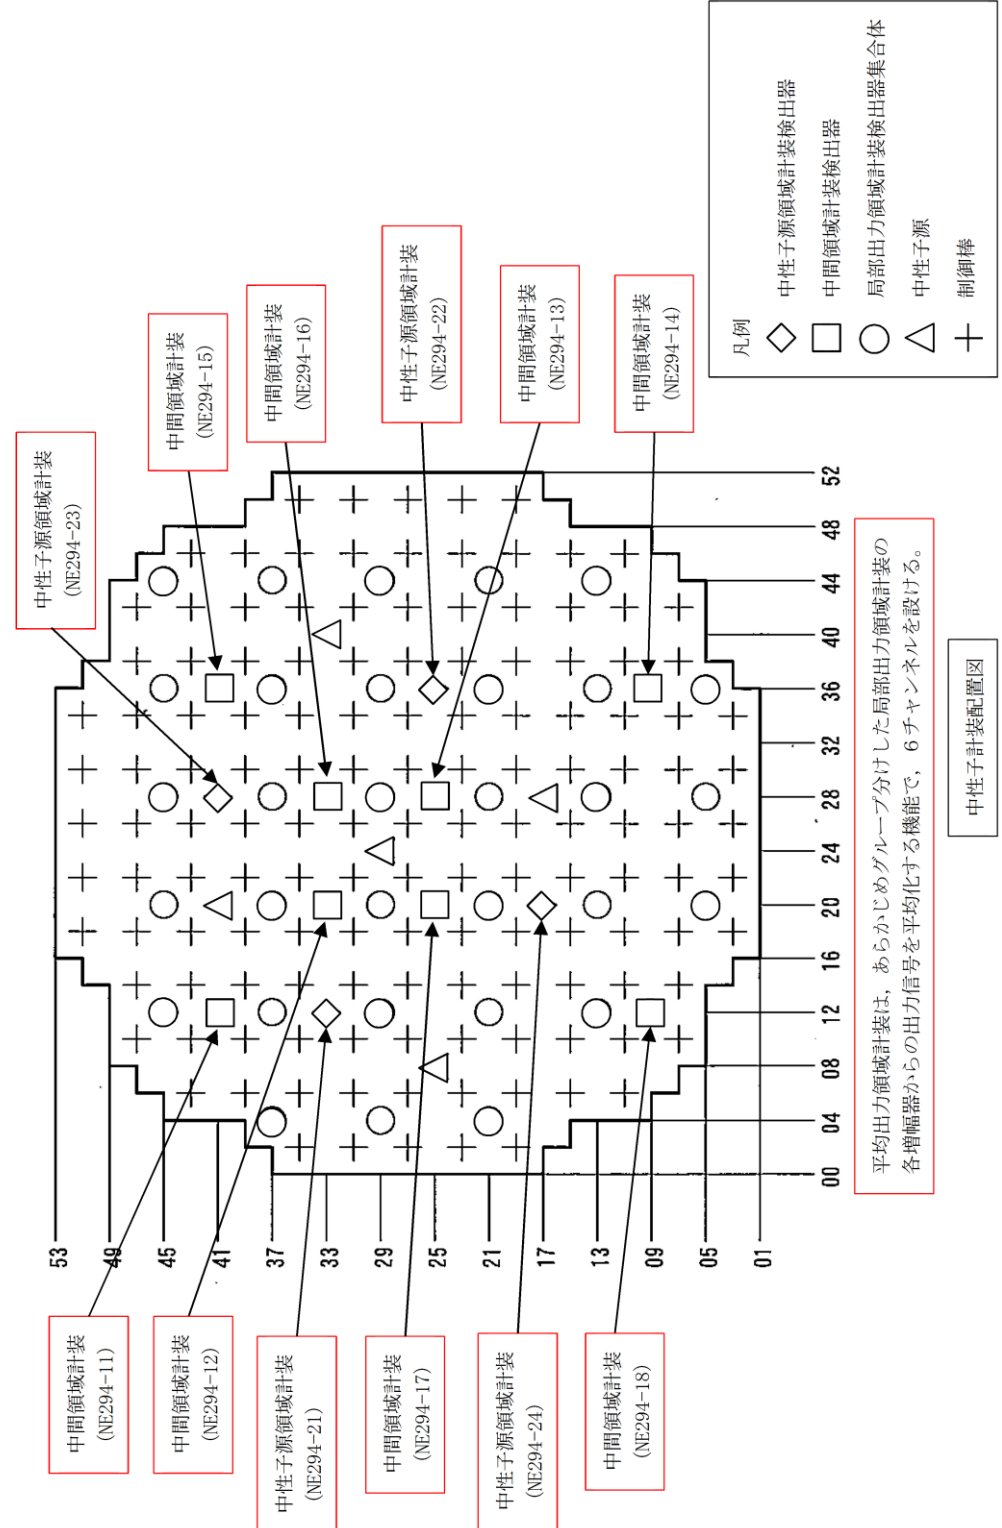 中性子源領域計装
(NE294-23)
中間領域計装
(NE294-15)
中間領域計装
(NE294-16)
中性子源領域計装
(NE294-22)
中間領域計装
(NE294-13)
中間領域計装
(NE294-14)
中間領域計装
(NE294-11)
中間領域計装
(NE294-12)
中性子源領域計装
(NE294-21)
中間領域計装
(NE294-17)
中性子源領域計装
(NE294-24)
中間領域計装
(NE294-18)
53
49
45
41
37
33
29
25
21
17
13
09
05
01
00
04
08
12
16
20
24
28
32
36
40
44
48
52
凡例
中性子源領域計装検出器
中間領域計装検出器
局部出力領域計装検出器集合体
中性子源
制御棒
平均出力領域計装は，あらかじめグループ分けした局部出力領域計装の
各増幅器からの出力信号を平均化する機能で，６チャンネルを設ける。
中性子計装配置図